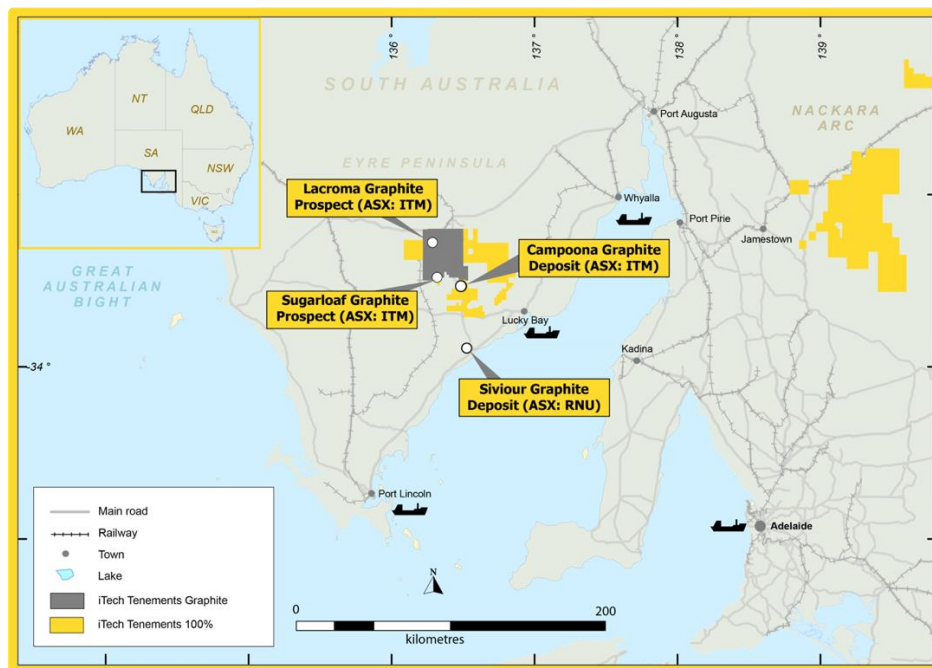 136 °
137
138
139
NT
QLD
WA
SA
NSW
VIC
SOUTH AUSTRALIA
NACKARA
ARC
Port Augusta
EYRE PENINSULA
Lacroma Graphite
Prospect (ASX: ITM)
Whyalla
Port Pirie
Jamestown
Campoona Graphite
Deposit (ASX: ITM)
GREAT
AUSTRALIAN
BIGHT
Sugarloaf Graphite
Prospect (ASX: ITM)
Lucky Bay
Kadina
-34 °
Siviour Graphite
Deposit (ASX: RNU)
Port Lincoln
Adelaide
Main road
Railway
Town
Lake
iTech Tenements Graphite
iTech Tenements 100%
N
0
200
kilometres